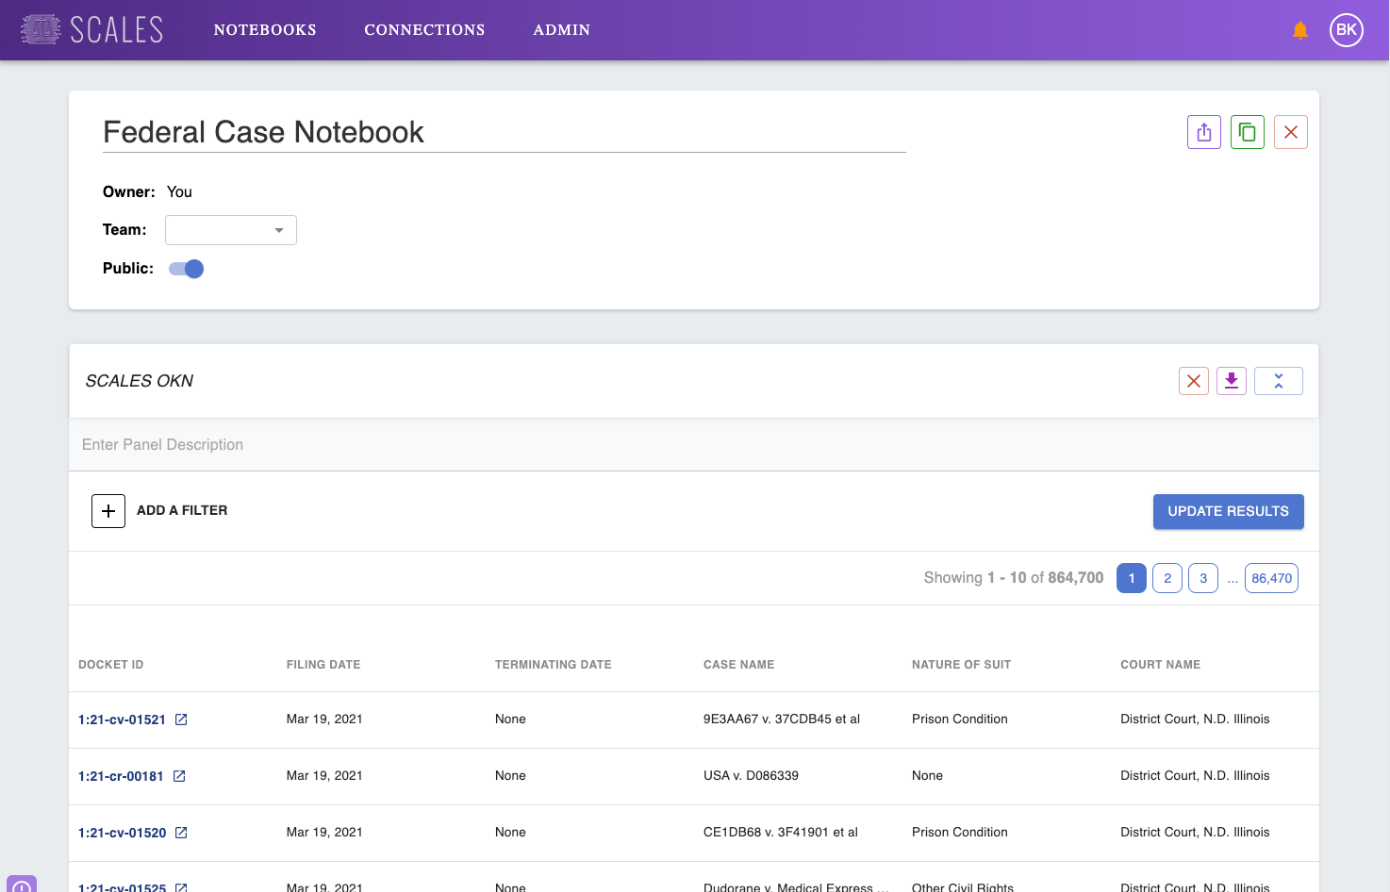 SCALES NOTEBOOKS CONNECTIONS ADMIN BK
Federal Case Notebook
Owner: You
Team:
Public:
SCALES OKN
Enter Panel Description
+ ADD A FILTER UPDATE RESULTS
Showing 1 - 10 of 864,700 1 2 3 ... 86,470
DOCKET ID FILING DATE TERMINATING DATE CASE NAME NATURE OF SUIT COURT NAME
1:21-cv-01521 Mar 19, 2021 None 9E3AA67 v. 37CDB45 et al Prison Condition District Court, N.D. Illinois
1:21-cr-00181 Mar 19, 2021 None USA v. D086339 None District Court, N.D. Illinois
1:21-cv-01520 Mar 19, 2021 None CE1DB68 v. 3F41901 et al Prison Condition District Court, N.D. Illinois
1:21-cv-01525 Mar 19, 2021 None Dudorane v. Medical Express ... Other Civil Rights District Court, N.D. Illinois